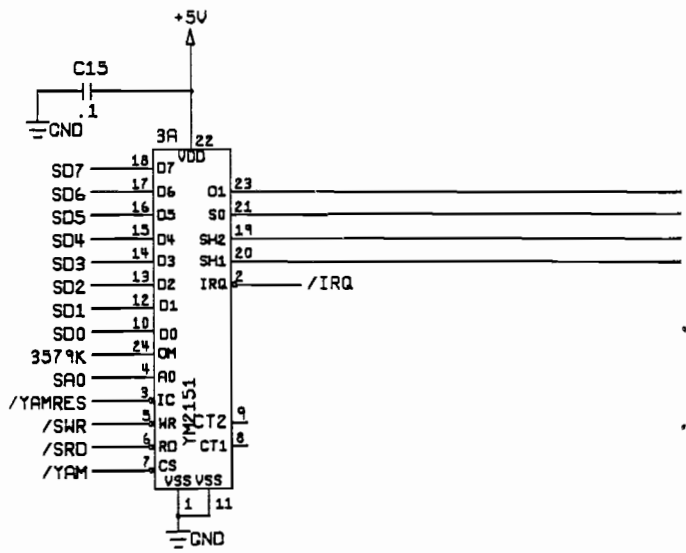 +5V
C15
.1
GND
3A
22
VDD
SD7 18 D7
SD6 17 D6 O1 23
SD5 16 D5 SO 21
SD4 15 D4 SH2 19
SD3 14 D3 SH1 20
SD2 13 D2 IRQ 2 /IRQ
SD1 12 D1
SD0 10 D0
3579K 24 OM
SA0 4 A0
/YAMRES 3 IC
/SWR 5 WR CT2 9
/SRD 6 RD CT1 8
/YAM 7 CS
YM2151
VSS VSS
1 11
GND